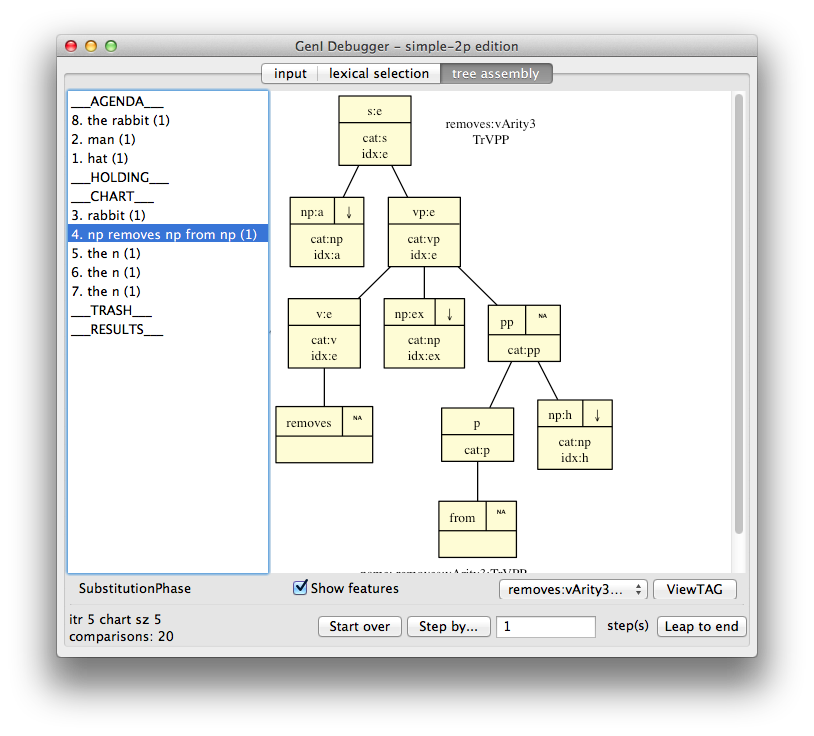 GenI Debugger – simple-2p edition
input lexical selection tree assembly
___AGENDA___
8. the rabbit (1)
2. man (1)
1. hat (1)
___HOLDING___
___CHART___
3. rabbit (1)
4. np removes np from np (1)
5. the n (1)
6. the n (1)
7. the n (1)
___TRASH___
___RESULTS___
s:e
cat:s
idx:e
removes:vArity3
TrVPP
np:a ↓
cat:np
idx:a
vp:e
cat:vp
idx:e
v:e
cat:v
idx:e
np:ex ↓
cat:np
idx:ex
pp NA
cat:pp
removes NA
p
cat:p
np:h ↓
cat:np
idx:h
from NA
SubstitutionPhase
Show features
removes:vArity3...
ViewTAG
itr 5 chart sz 5
comparisons: 20
Start over
Step by...
1
step(s)
Leap to end